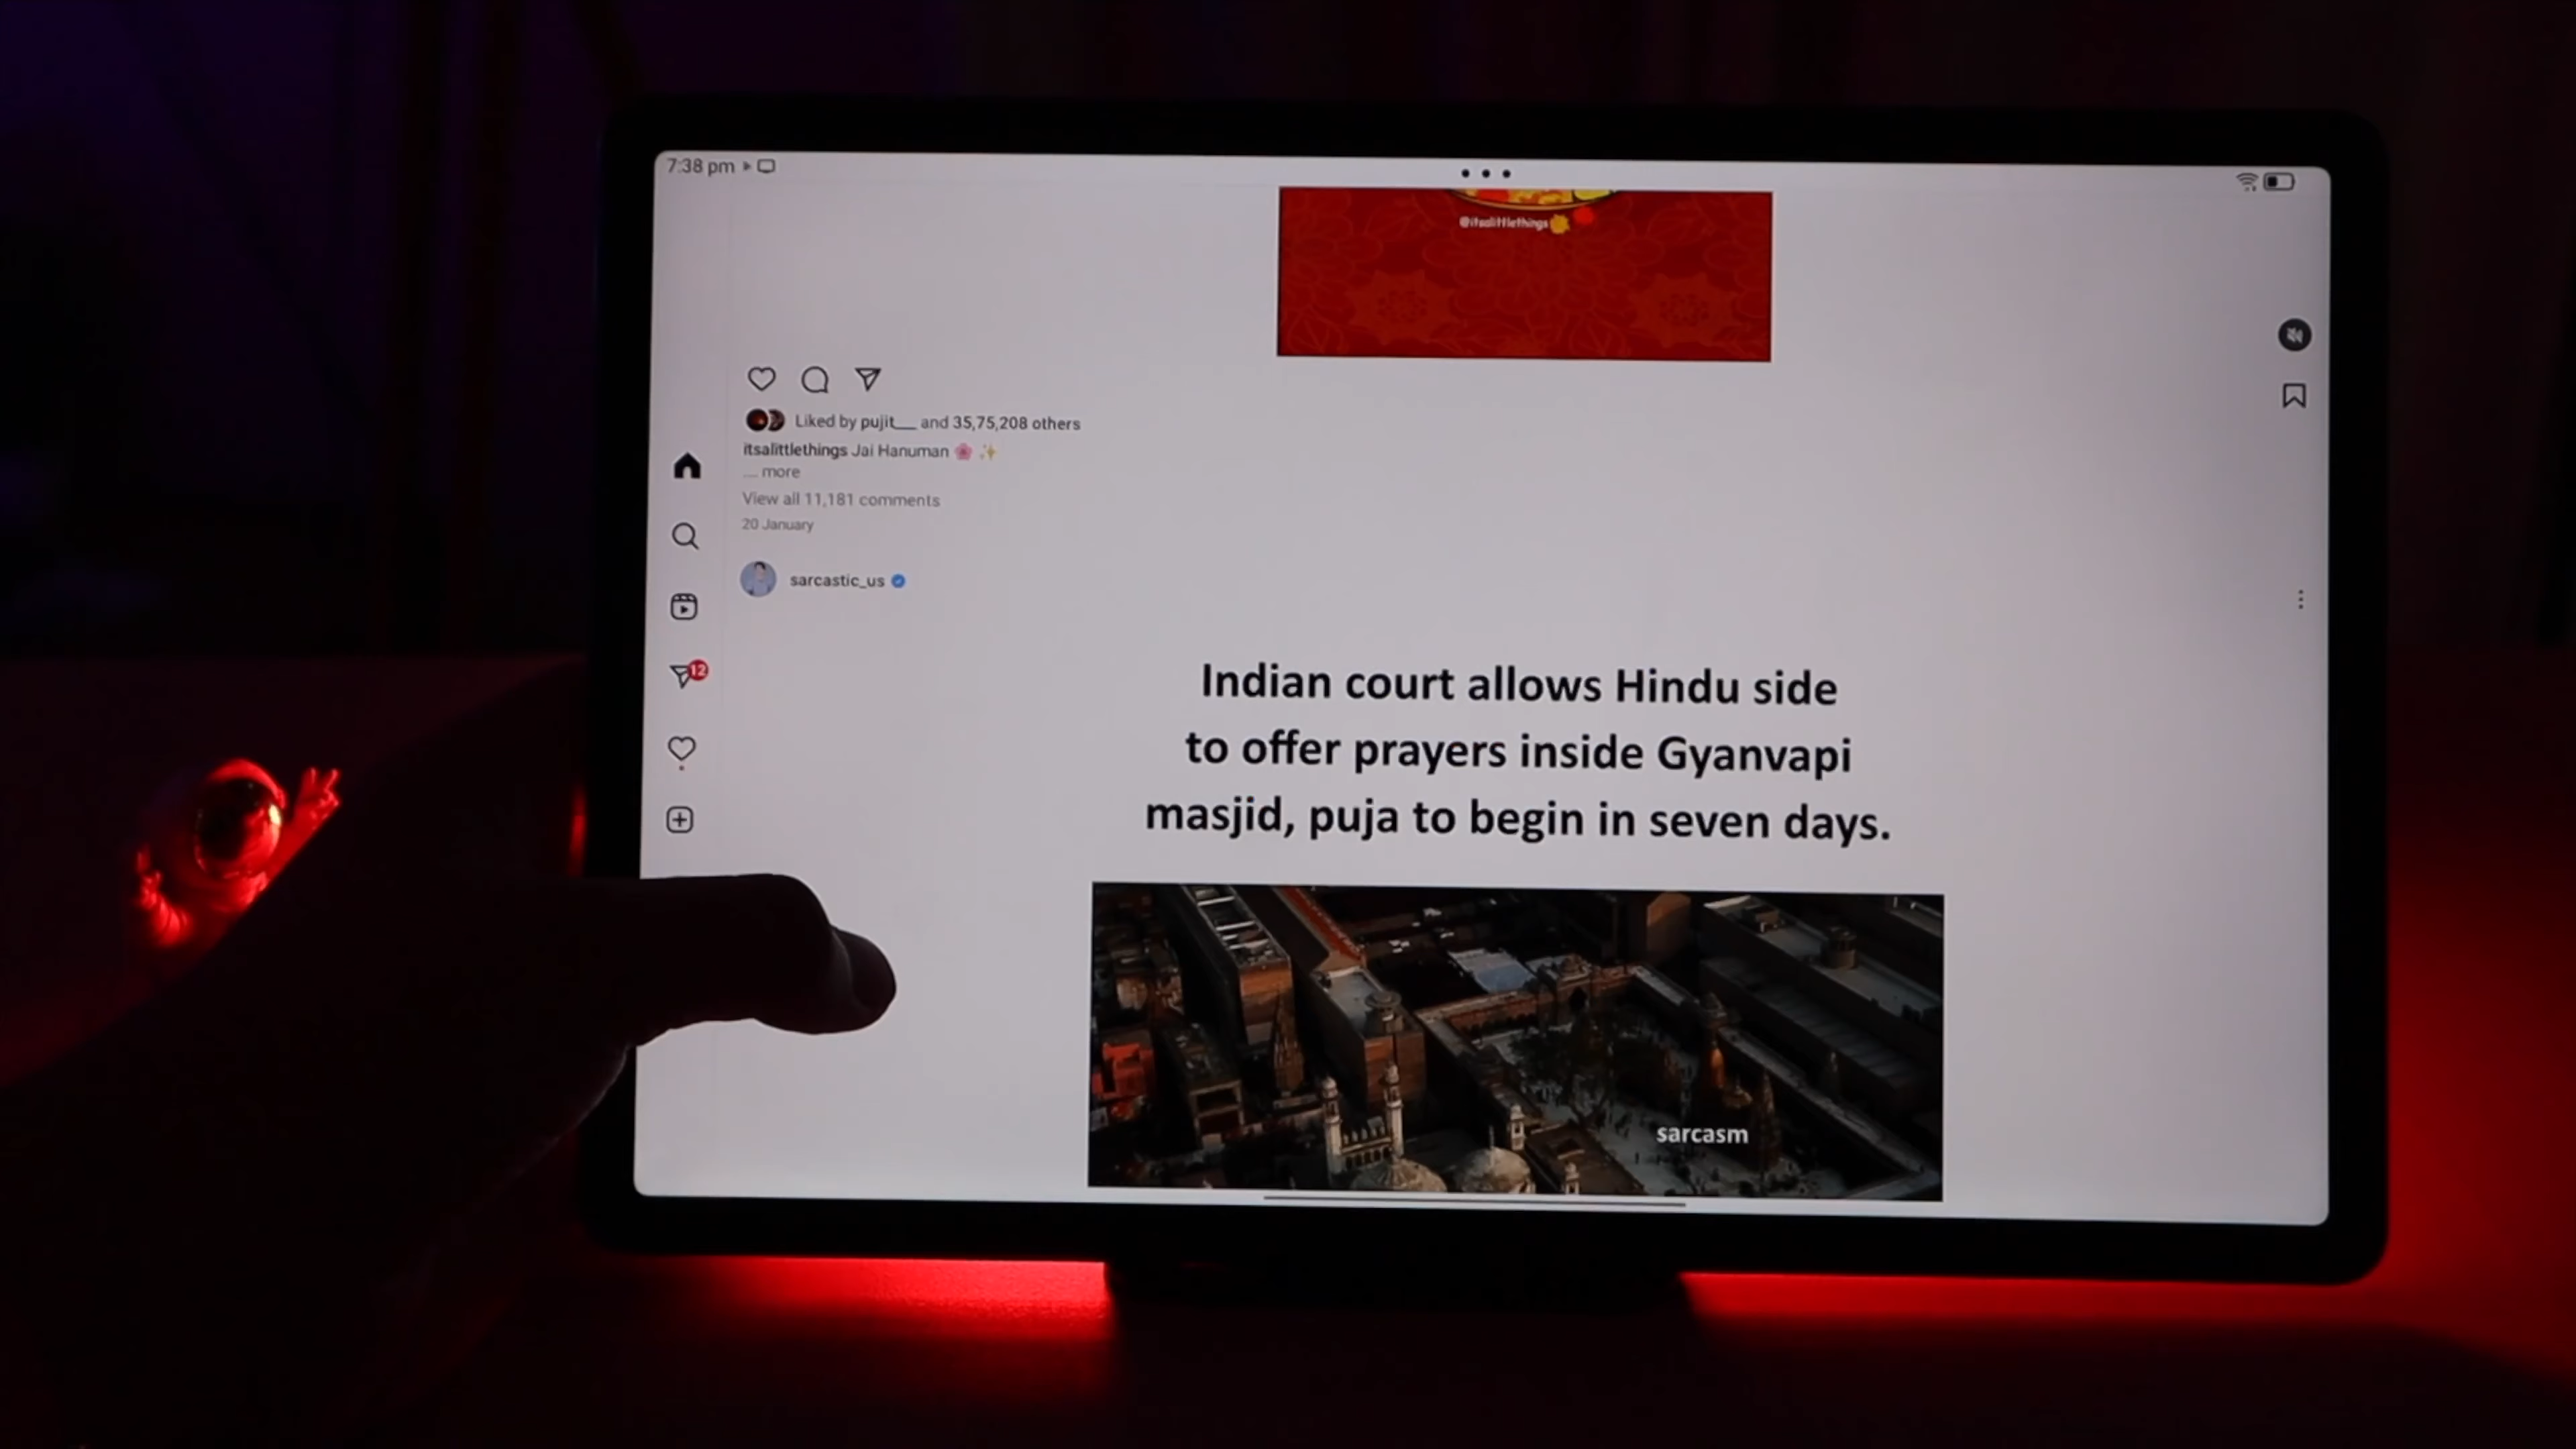 7:38 pm
@itsalittlethings
Liked by pujit__ and 35,75,208 others
itsalittlethings Jai Hanuman
... more
View all 11,181 comments
20 January
sarcastic_us
12
Indian court allows Hindu side
to offer prayers inside Gyanvapi
masjid, puja to begin in seven days.
sarcasm